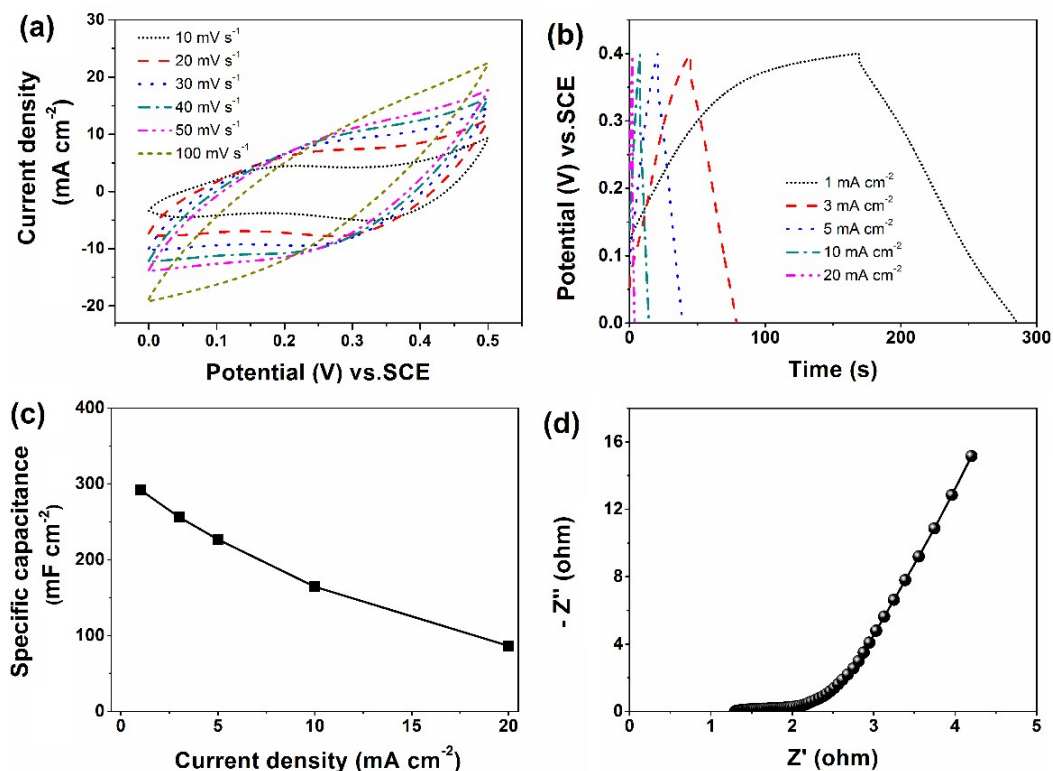 (a)
30
20
10
0
-10
-20
Current density
(mA cm⁻²)
10 mV s⁻¹
20 mV s⁻¹
30 mV s⁻¹
40 mV s⁻¹
50 mV s⁻¹
100 mV s⁻¹
0.0 0.1 0.2 0.3 0.4 0.5
Potential (V) vs.SCE
(b)
0.4
0.3
0.2
0.1
0.0
Potential (V) vs.SCE
1 mA cm⁻²
3 mA cm⁻²
5 mA cm⁻²
10 mA cm⁻²
20 mA cm⁻²
0 100 200 300
Time (s)
(c)
400
300
200
100
0
Specific capacitance
(mF cm⁻²)
0 5 10 15 20
Current density (mA cm⁻²)
(d)
16
12
8
4
0
- Z'' (ohm)
0 1 2 3 4 5
Z' (ohm)